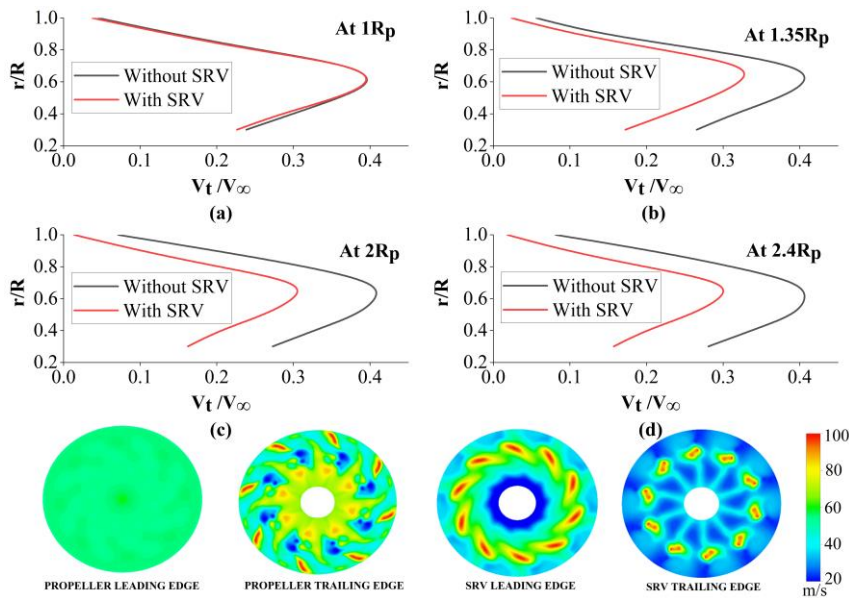 At 1Rp
r/R
1.0
0.8
0.6
0.4
0.2
Without SRV
With SRV
0.0 0.1 0.2 0.3 0.4
Vt /V∞
(a)
At 1.35Rp
r/R
1.0
0.8
0.6
0.4
0.2
Without SRV
With SRV
0.0 0.1 0.2 0.3 0.4
Vt /V∞
(b)
At 2Rp
r/R
1.0
0.8
0.6
0.4
0.2
Without SRV
With SRV
0.0 0.1 0.2 0.3 0.4
Vt /V∞
(c)
At 2.4Rp
r/R
1.0
0.8
0.6
0.4
0.2
Without SRV
With SRV
0.0 0.1 0.2 0.3 0.4
Vt /V∞
(d)
PROPELLER LEADING EDGE
PROPELLER TRAILING EDGE
SRV LEADING EDGE
SRV TRAILING EDGE
100
80
60
40
20
m/s